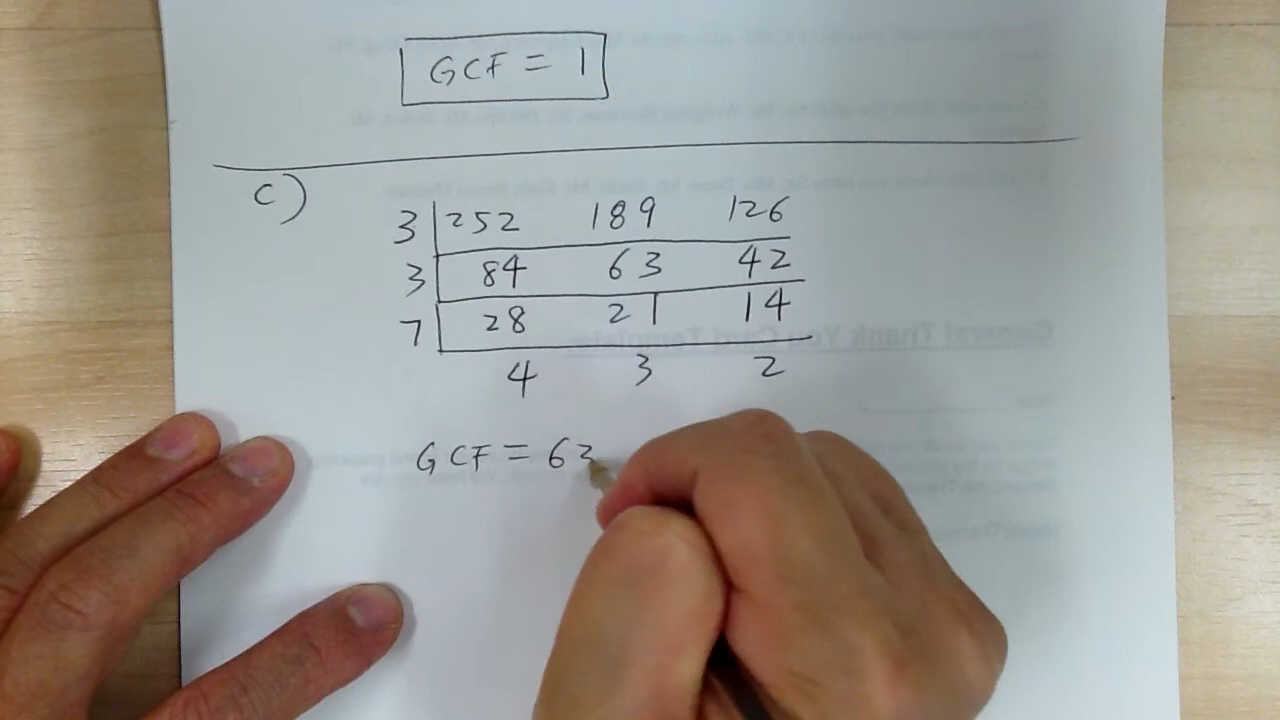 GCF = 1
c)
3 252 189 126
3 84 63 42
7 28 21 14
4 3 2
GCF = 63